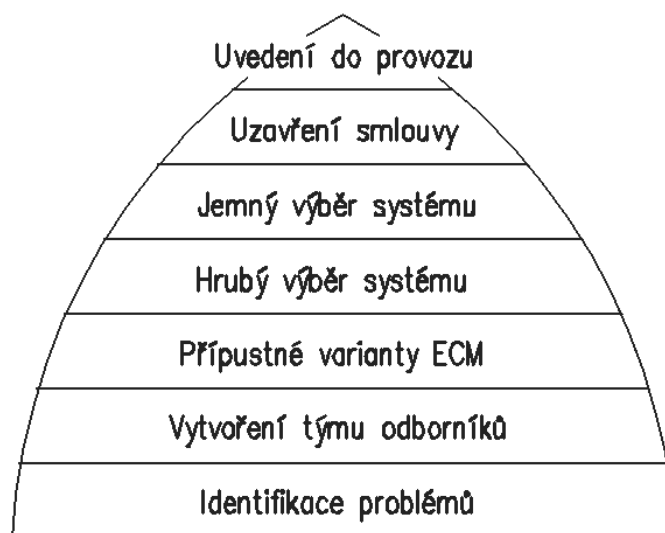 Uvedení do provozu
Uzavření smlouvy
Jemný výběr systému
Hrubý výběr systému
Přípustné varianty ECM
Vytvoření týmu odborníků
Identifikace problémů